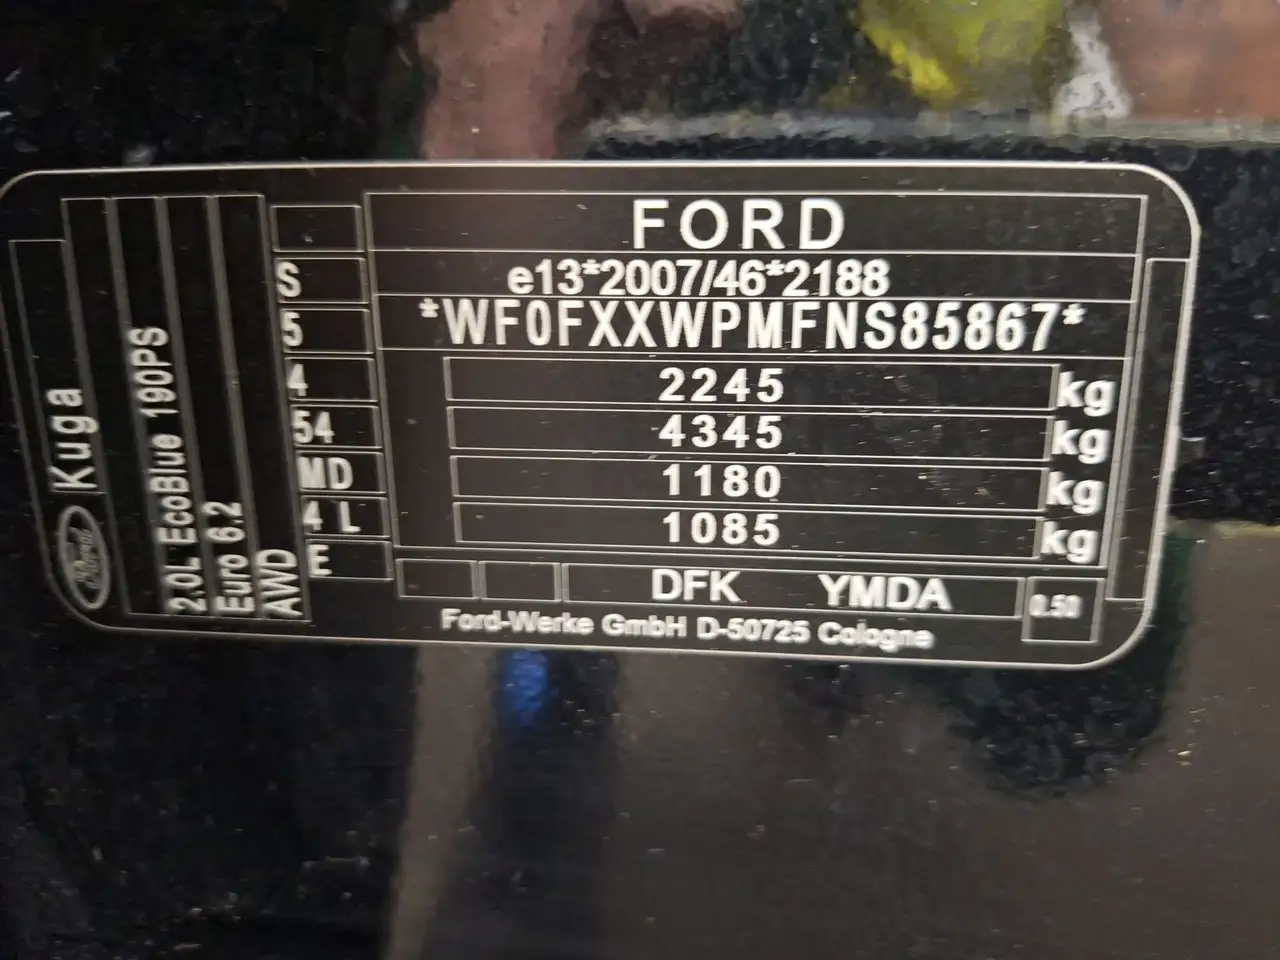 FORD
e13*2007/46*2188
*WF0FXXWPMFNS85867*
2245 kg
4345 kg
1180 kg
1085 kg
DFK YMDA 0.50
Ford-Werke GmbH D-50725 Cologne
S
5
4
54
MD
4 L
E
Ford Kuga
2.0L EcoBlue 190PS
Euro 6.2
AWD